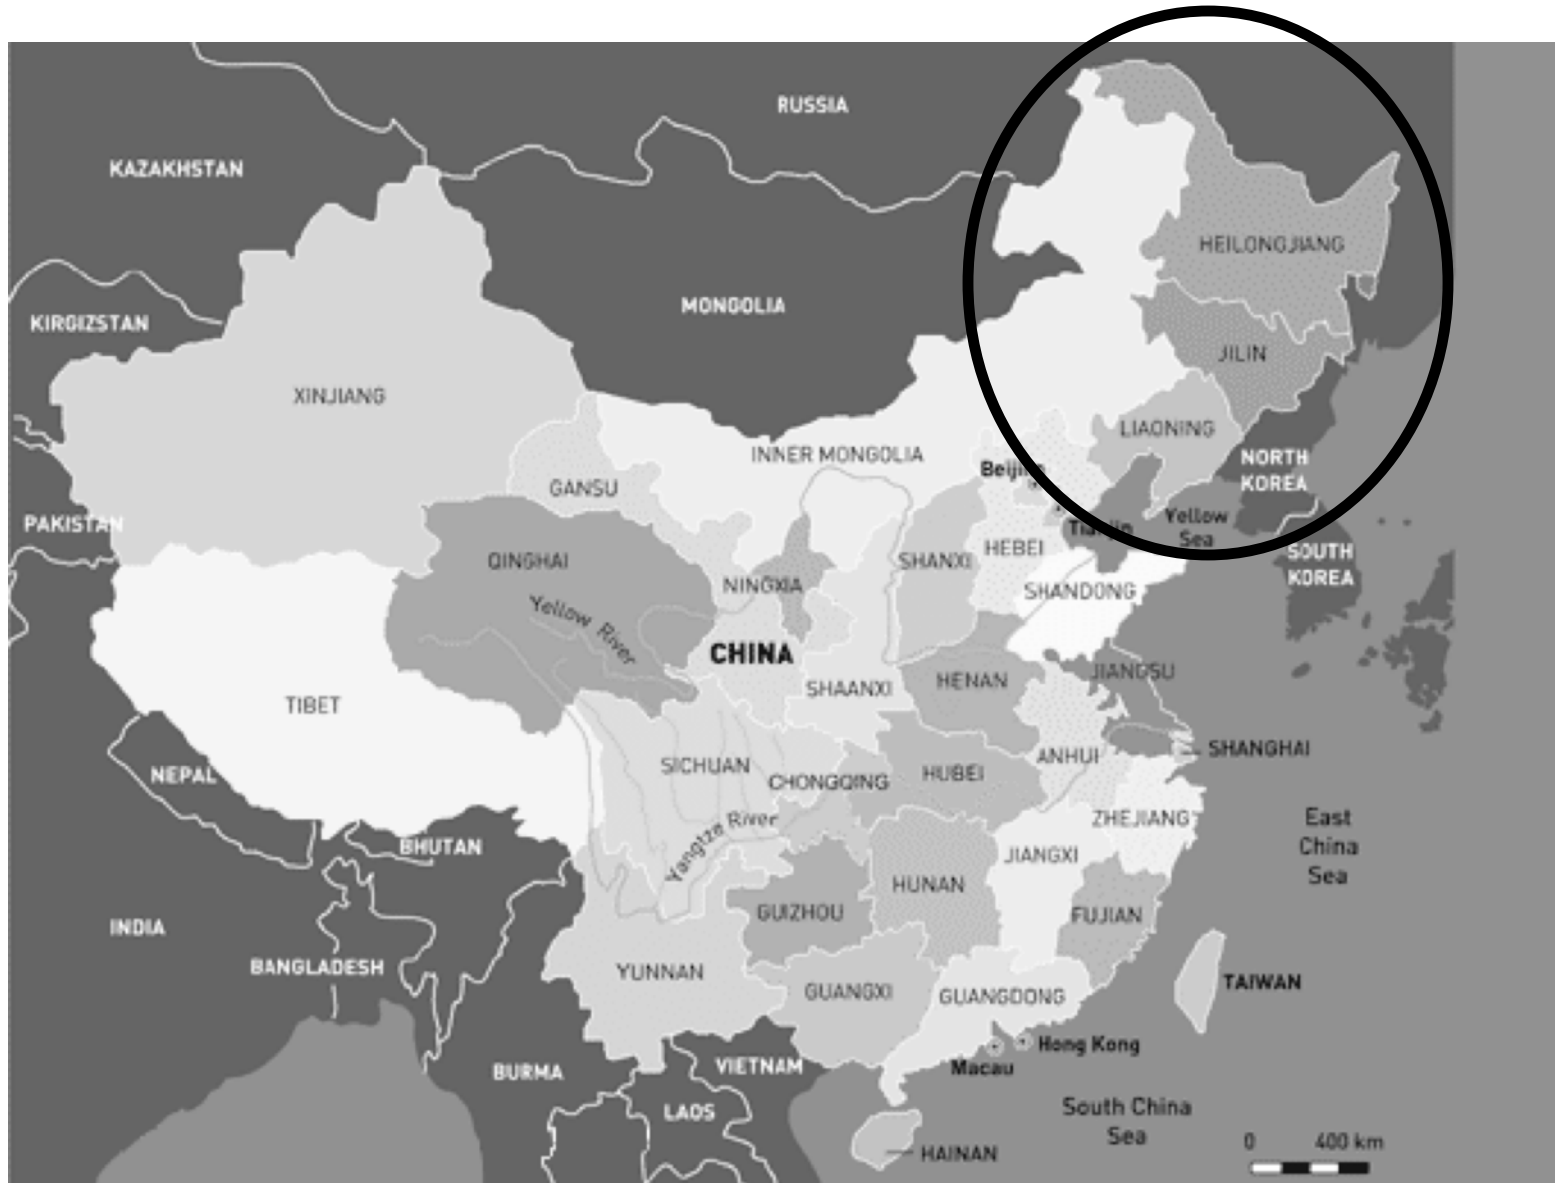 RUSSIA
KAZAKHSTAN
HEILONGJIANG
MONGOLIA
KIRGIZSTAN
JILIN
XINJIANG
LIAONING
INNER MONGOLIA
NORTH
KOREA
Beijing
GANSU
PAKISTAN
Yellow
Sea
Tianjin
HEBEI
SHANXI
QINGHAI
SOUTH
KOREA
NINGXIA
SHANDONG
Yellow River
CHINA
JIANGSU
HENAN
SHAANXI
TIBET
SHANGHAI
ANHUI
SICHUAN
HUBEI
NEPAL
CHONGQING
ZHEJIANG
East
China
Sea
Yangtze River
BHUTAN
JIANGXI
HUNAN
GUIZHOU
FUJIAN
INDIA
BANGLADESH
YUNNAN
TAIWAN
GUANGXI
GUANGDONG
Hong Kong
Macau
VIETNAM
BURMA
LAOS
South China
Sea
0 400 km
HAINAN